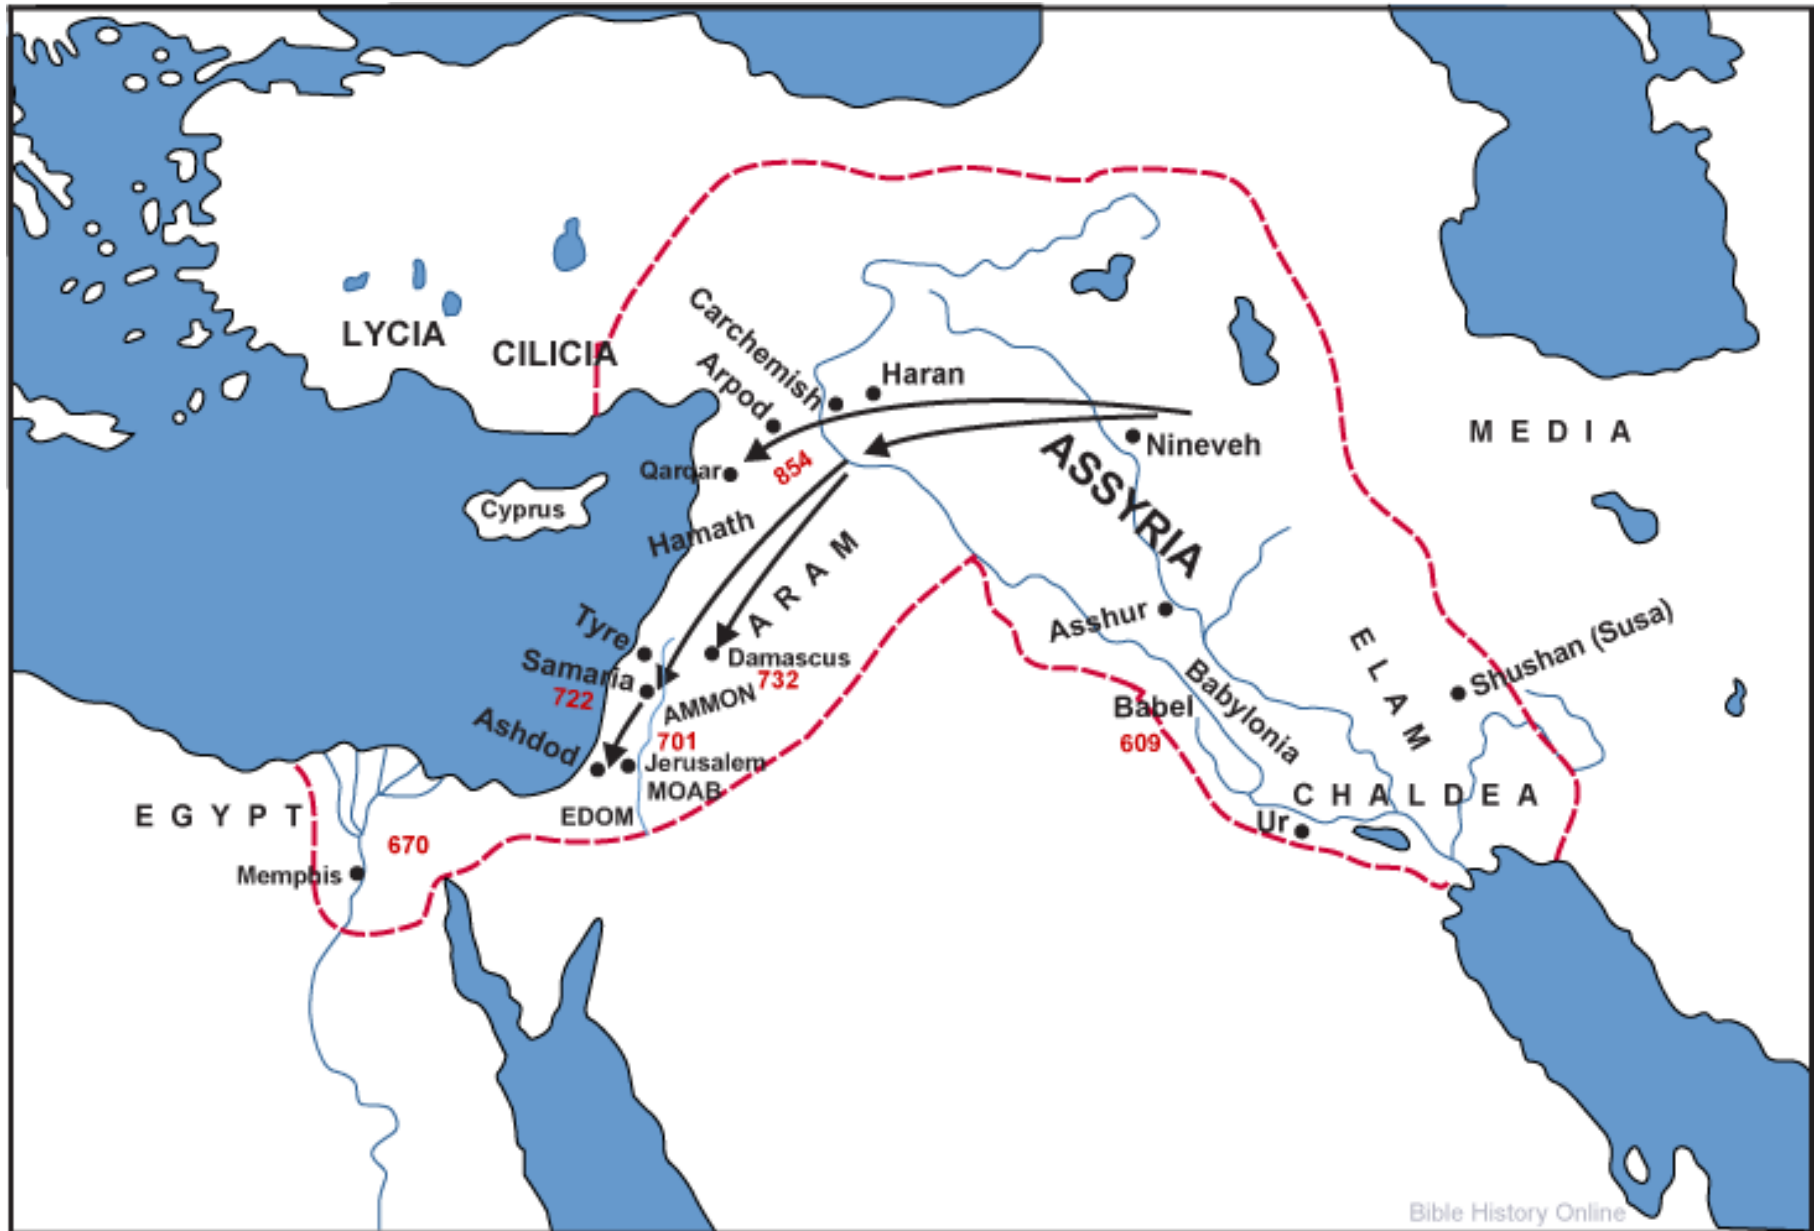 LYCIA
CILICIA
Carchemish
Arpod
Haran
Nineveh
MEDIA
Qarqar
854
ASSYRIA
Cyprus
Hamath
ARAM
Tyre
Samaria
722
Damascus
732
AMMON
701
Ashdod
Jerusalem
MOAB
EDOM
Asshur
Babel
609
Babylonia
ELAM
Shushan (Susa)
CHALDEA
Ur
EGYPT
670
Memphis
Bible History Online